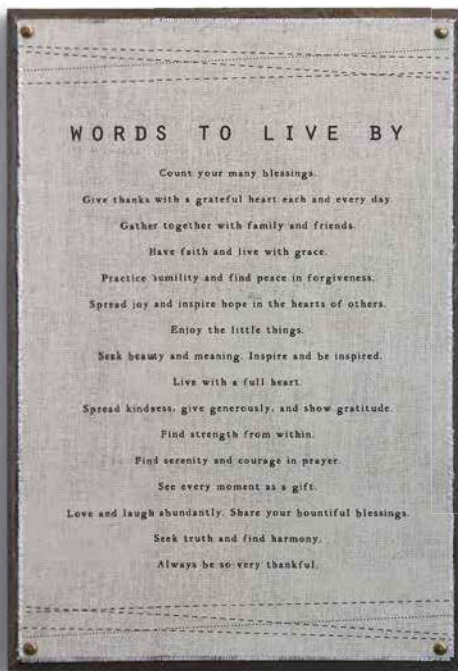 WORDS TO LIVE BY
Count your many blessings.
Give thanks with a grateful heart each and every day.
Gather together with family and friends.
Have faith and live with grace.
Practice humility and find peace in forgiveness.
Spread joy and inspire hope in the hearts of others.
Enjoy the little things.
Seek beauty and meaning. Inspire and be inspired.
Live with a full heart.
Spread kindness, give generously, and show gratitude.
Find strength from within.
Find serenity and courage in prayer.
See every moment as a gift.
Love and laugh abundantly. Share your bountiful blessings.
Seek truth and find harmony.
Always be so very thankful.